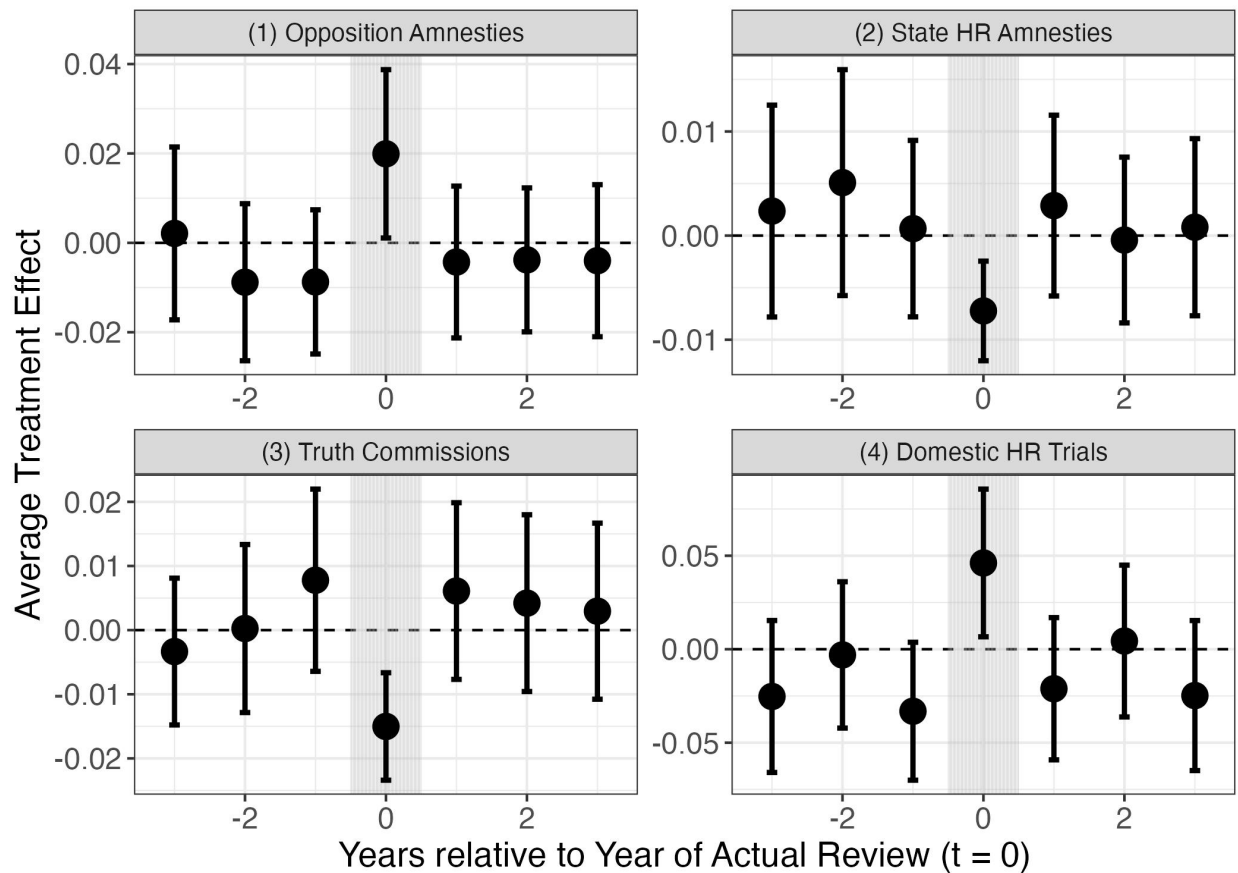 (1) Opposition Amnesties
(2) State HR Amnesties
0.04
0.02
0.00
-0.02
0.01
0.00
-0.01
-2 0 2
-2 0 2
Average Treatment Effect
(3) Truth Commissions
(4) Domestic HR Trials
0.02
0.01
0.00
-0.01
-0.02
0.05
0.00
-0.05
-2 0 2
-2 0 2
Years relative to Year of Actual Review (t = 0)